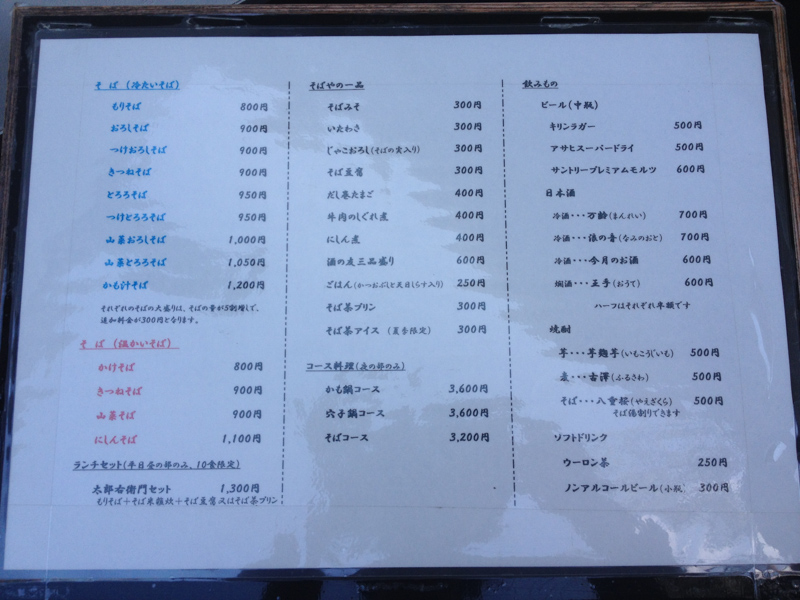 そ ば (冷たいそば)
もりそば 800円
おろしそば 900円
つけおろしそば 900円
きつねそば 900円
とろろそば 950円
つけとろろそば 950円
山菜おろしそば 1,000円
山菜とろろそば 1,050円
かも汁そば 1,200円
それぞれのそばの大盛りは、そばの量が5割増しで、
追加料金が300円となります。
そ ば (温かいそば)
かけそば 800円
きつねそば 900円
山菜そば 900円
にしんそば 1,100円
ランチセット(平日昼の部のみ、10食限定)
太郎右衛門セット 1,300円
もりそば+そば米雑炊+そば豆腐又はそば茶プリン
そばやの一品
そばみそ 300円
いたわさ 300円
じゃこおろし(そばの実入り) 300円
そば豆腐 300円
だし巻たまご 400円
牛肉のしぐれ煮 400円
にしん煮 400円
酒の友三品盛り 600円
ごはん(かつおぶしと天日しらす入り) 250円
そば茶プリン 300円
そば茶アイス (夏季限定) 300円
コース料理(夜の部のみ)
かも鍋コース 3,600円
穴子鍋コース 3,600円
そばコース 3,200円
飲みもの
ビール(中瓶)
キリンラガー 500円
アサヒスーパードライ 500円
サントリープレミアムモルツ 600円
日本酒
冷酒・・・万齢(まんれい) 700円
冷酒・・・浪の音(なみのおと) 700円
冷酒・・・今月のお酒 600円
燗酒・・・王手(おうて) 600円
ハーフはそれぞれ半額です
焼酎
芋・・・芋麹芋(いもこうじいも) 500円
麦・・・古澤(ふるさわ) 500円
そば・・・八重桜(やえざくら) 500円
そば湯割りできます
ソフトドリンク
ウーロン茶 250円
ノンアルコールビール(小瓶) 300円